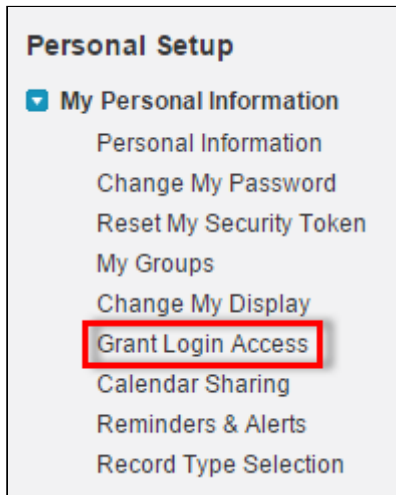 Personal Setup
My Personal Information
Personal Information
Change My Password
Reset My Security Token
My Groups
Change My Display
Grant Login Access
Calendar Sharing
Reminders & Alerts
Record Type Selection